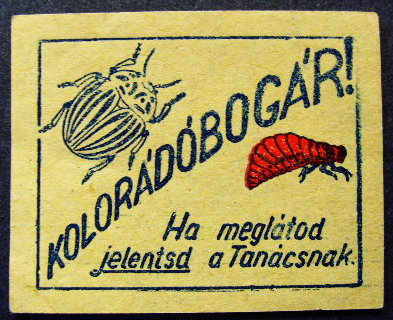 KOLORÁDÓBOGÁR!
Ha meglátod
jelentsd a Tanácsnak.